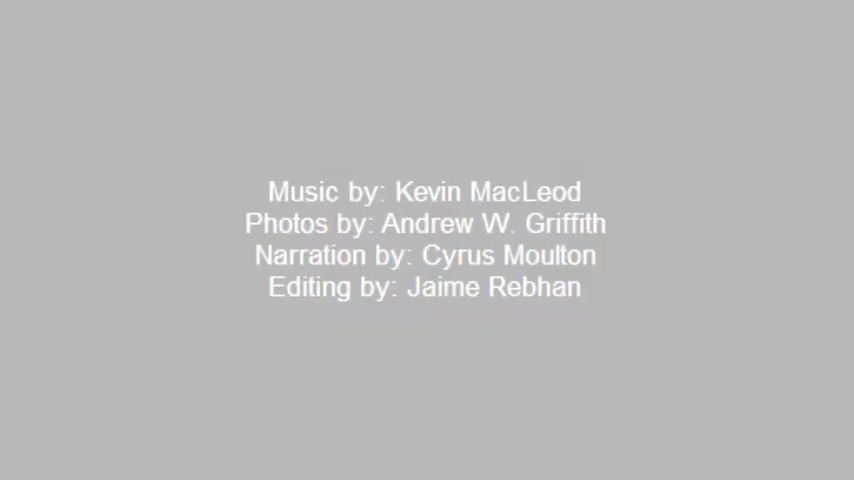 Music by: Kevin MacLeod
Photos by: Andrew W. Griffith
Narration by: Cyrus Moulton
Editing by: Jaime Rebhan